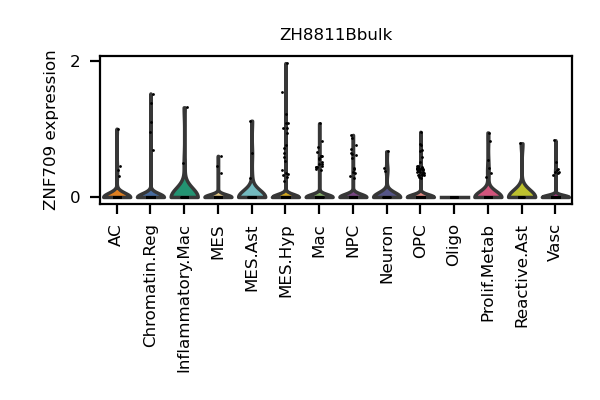 ZH8811Bbulk
ZNF709 expression
2
0
AC
Chromatin.Reg
Inflammatory.Mac
MES
MES.Ast
MES.Hyp
Mac
NPC
Neuron
OPC
Oligo
Prolif.Metab
Reactive.Ast
Vasc